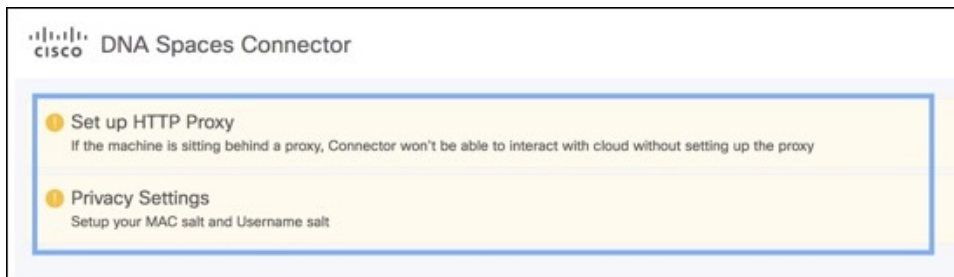 cisco DNA Spaces Connector
Set up HTTP Proxy
If the machine is sitting behind a proxy, Connector won't be able to interact with cloud without setting up the proxy
Privacy Settings
Setup your MAC salt and Username salt